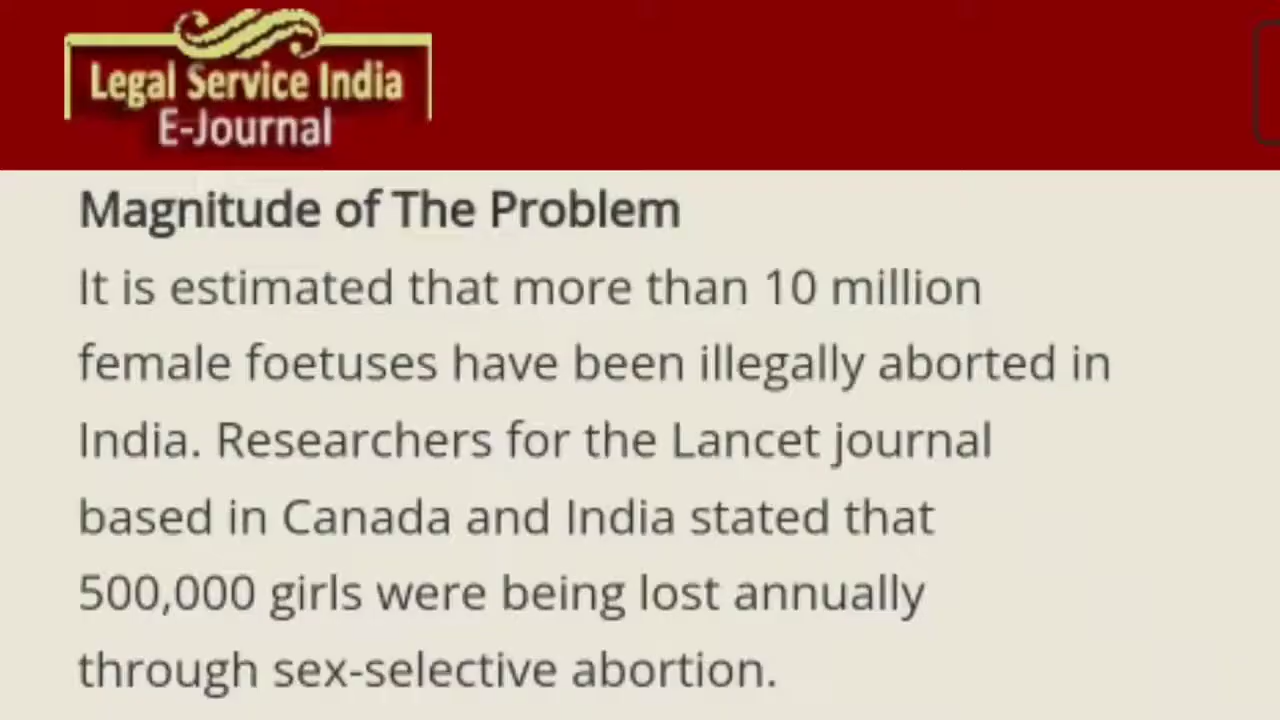 Legal Service India
E-Journal
Magnitude of The Problem
It is estimated that more than 10 million
female foetuses have been illegally aborted in
India. Researchers for the Lancet journal
based in Canada and India stated that
500,000 girls were being lost annually
through sex-selective abortion.